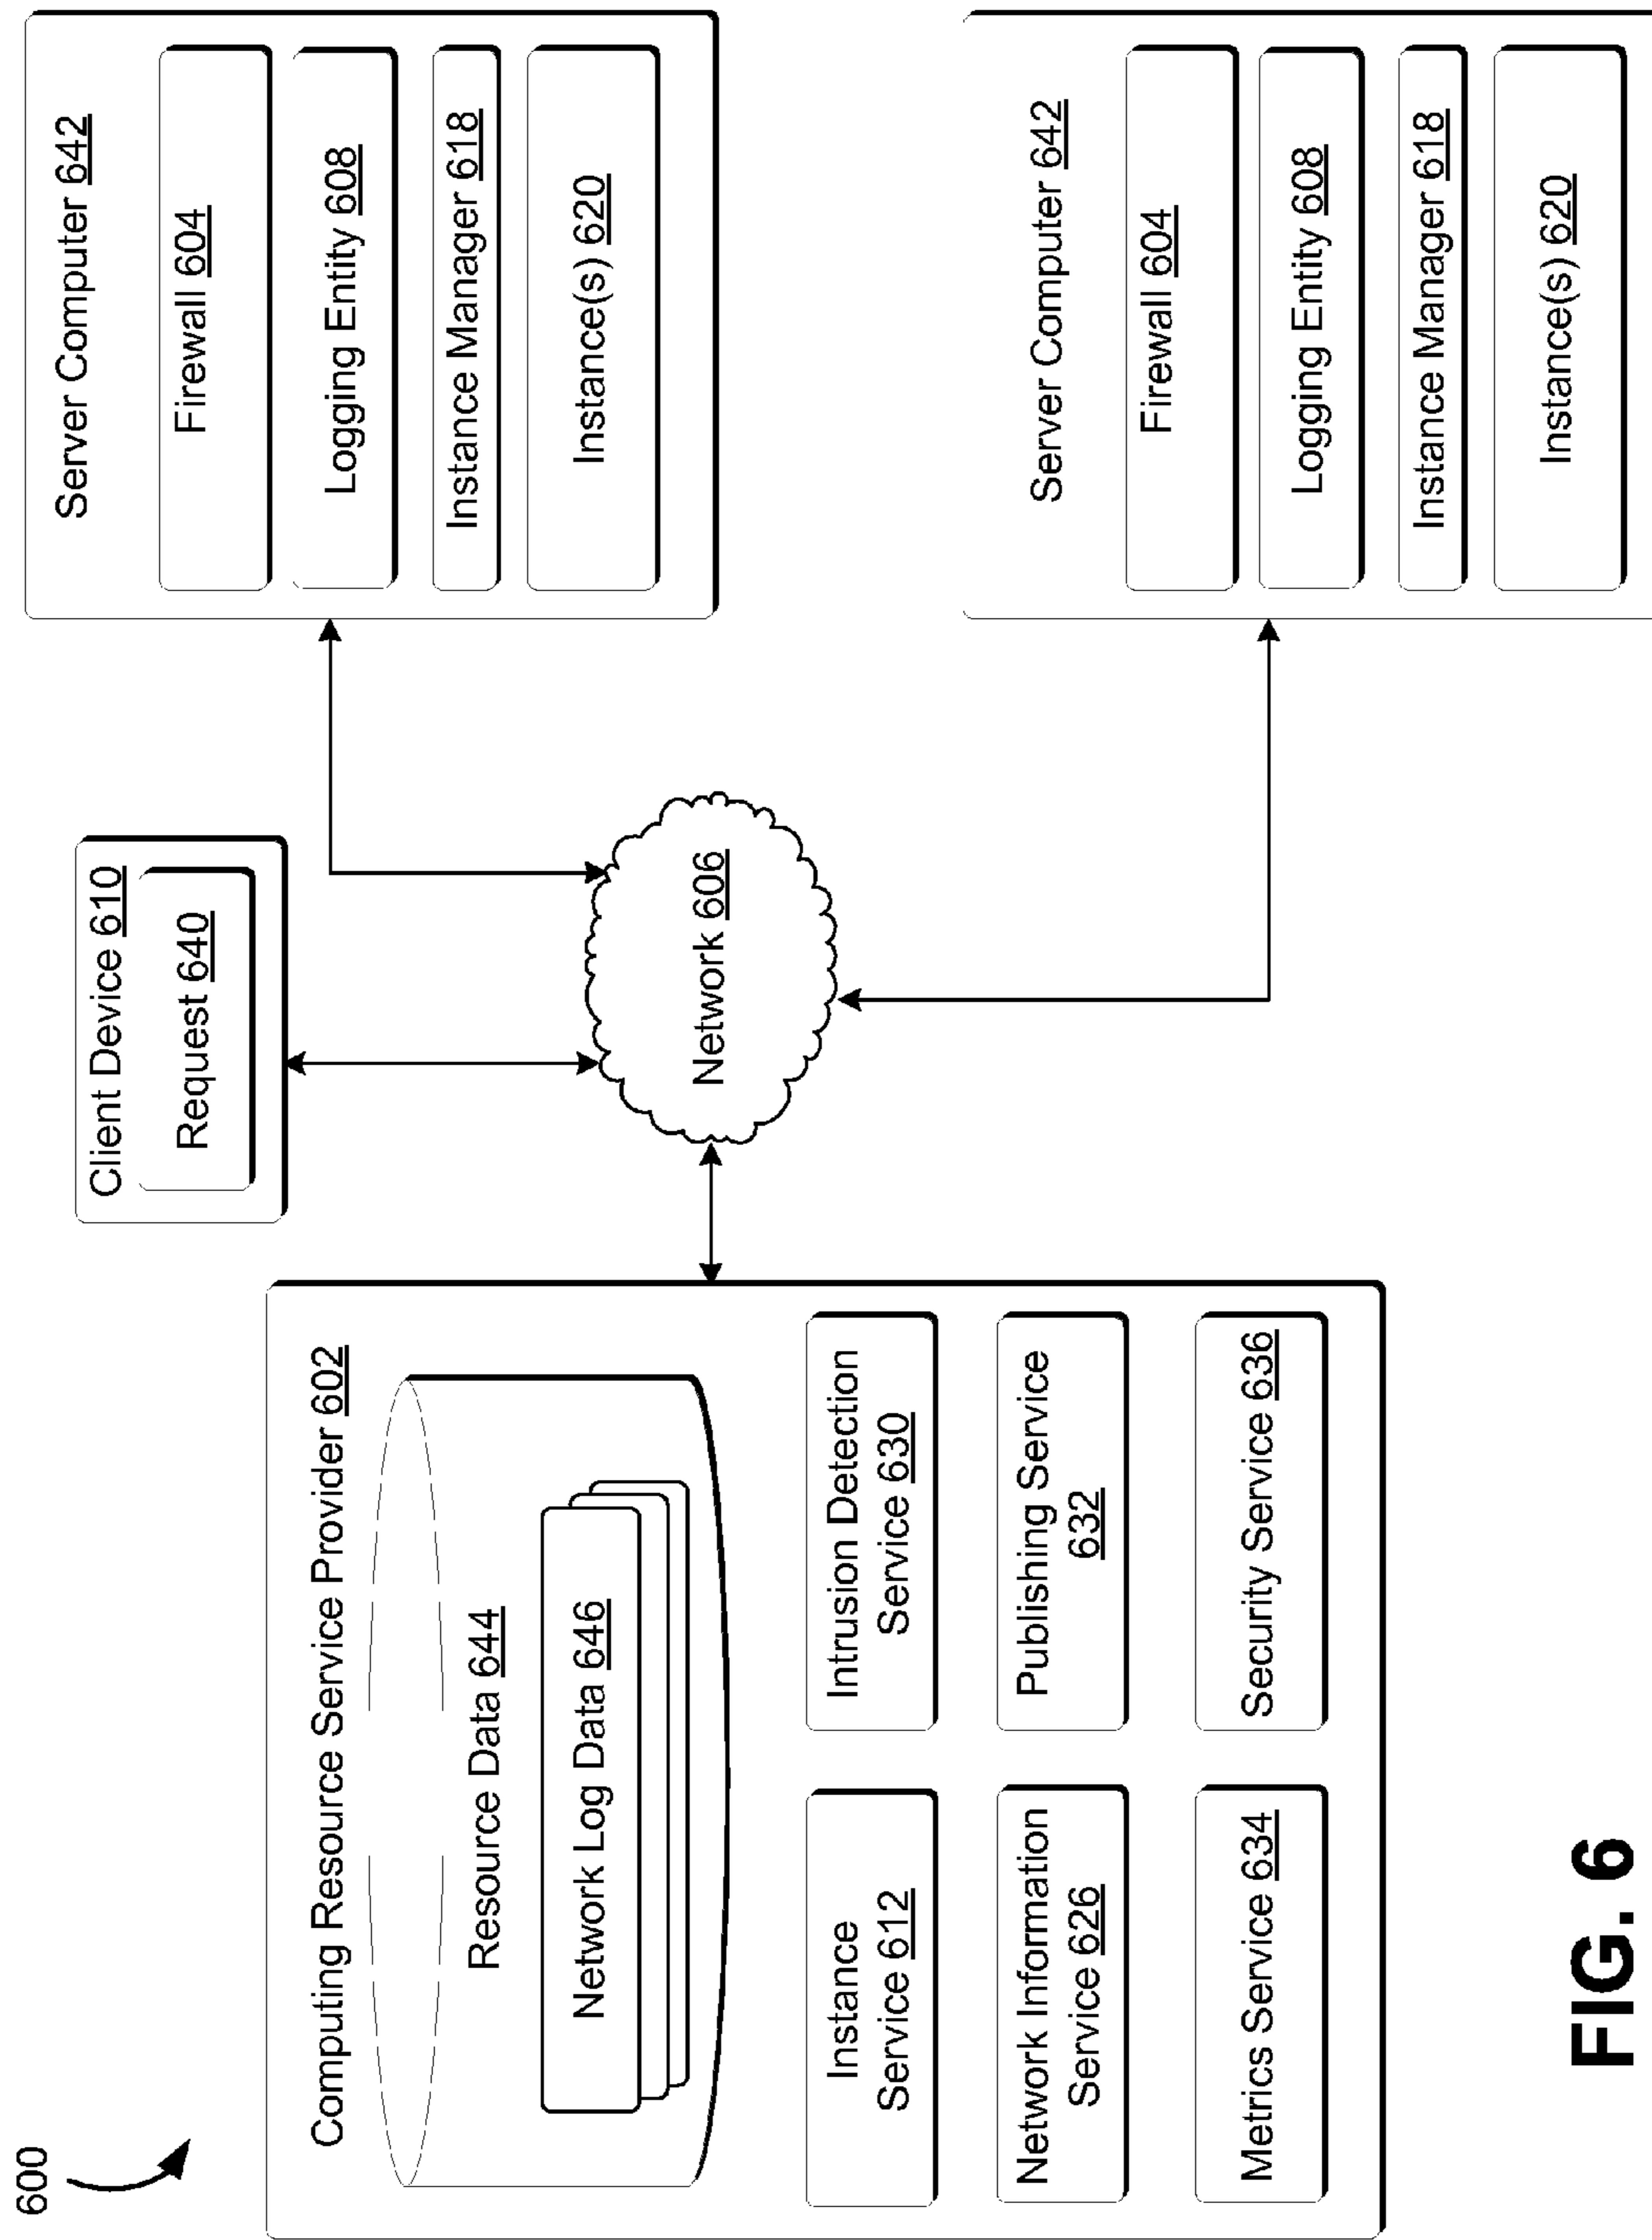 600
Computing Resource Service Provider 602
Resource Data 644
Network Log Data 646
Instance
Service 612
Intrusion Detection
Service 630
Network Information
Service 626
Publishing Service
632
Metrics Service 634
Security Service 636
Client Device 610
Request 640
Network 606
Server Computer 642
Firewall 604
Logging Entity 608
Instance Manager 618
Instance(s) 620
Server Computer 642
Firewall 604
Logging Entity 608
Instance Manager 618
Instance(s) 620
FIG. 6